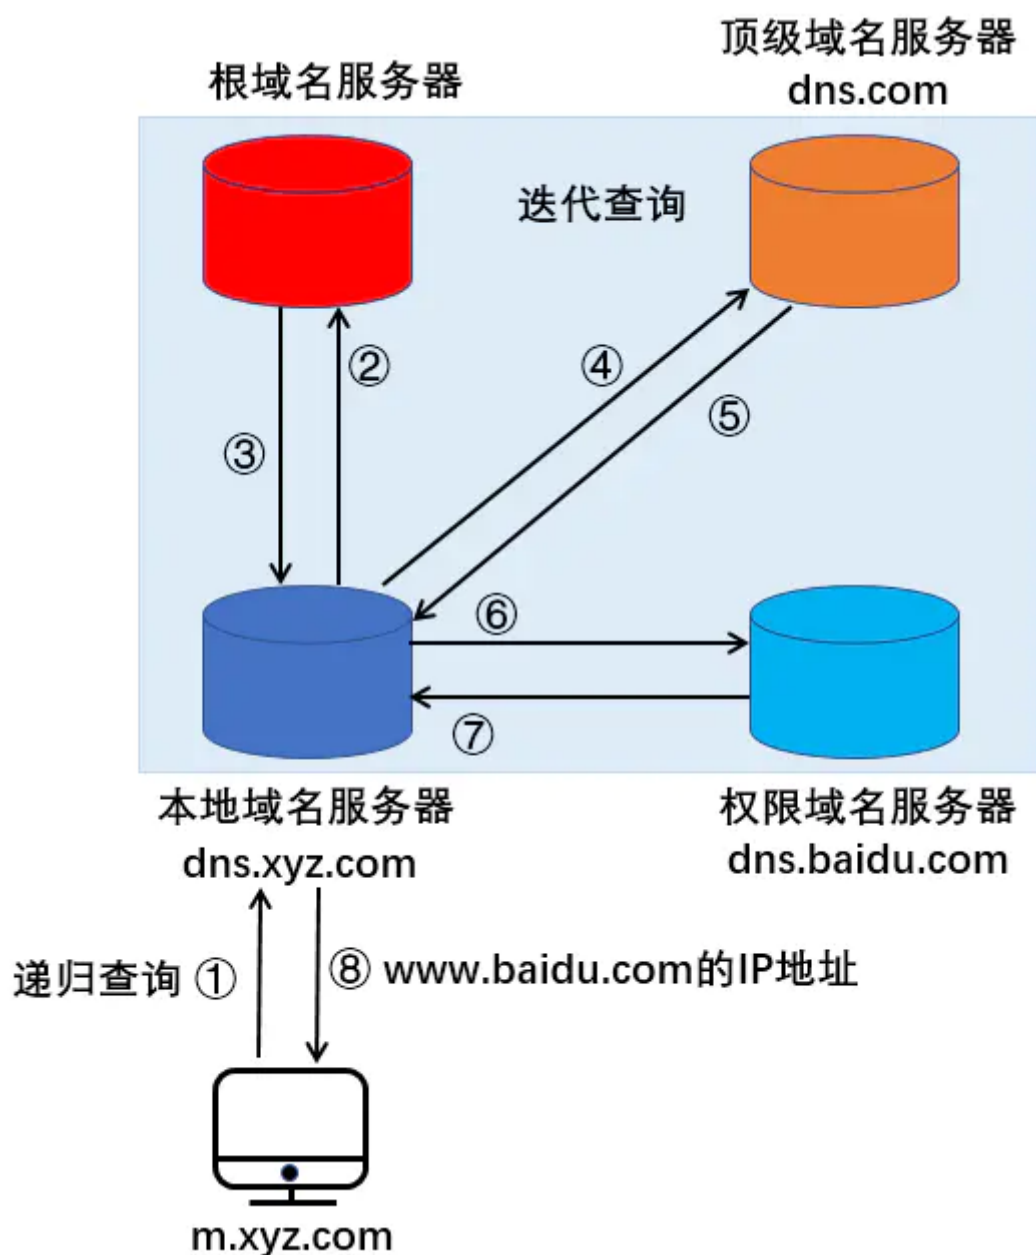 顶级域名服务器
dns.com
根域名服务器
迭代查询
②
④
⑤
③
⑥
⑦
本地域名服务器
dns.xyz.com
权限域名服务器
dns.baidu.com
递归查询 ①
⑧ www.baidu.com的IP地址
m.xyz.com